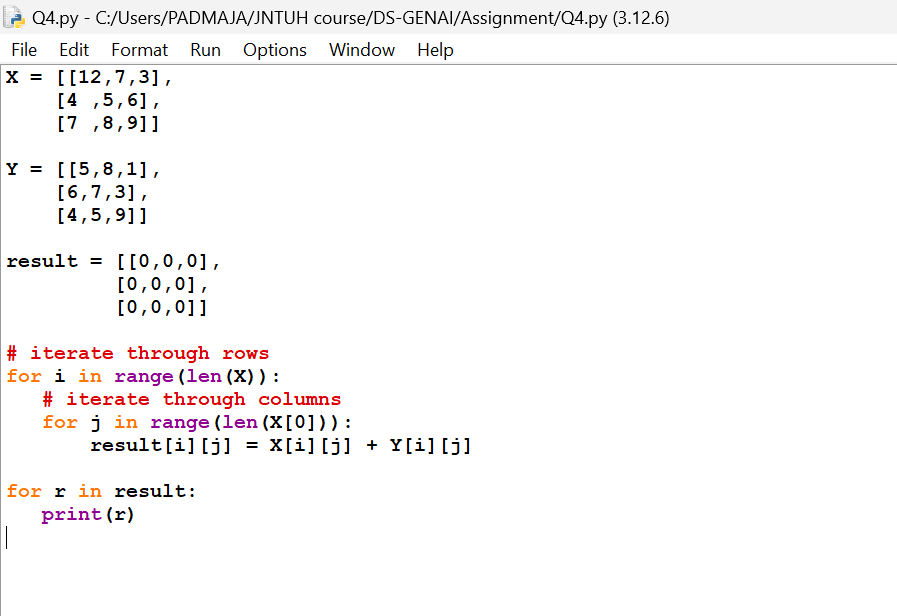 Q4.py - C:/Users/PADMAJA/JNTUH course/DS-GENAI/Assignment/Q4.py (3.12.6)
File Edit Format Run Options Window Help
X = [[12,7,3],
    [4 ,5,6],
    [7 ,8,9]]

Y = [[5,8,1],
    [6,7,3],
    [4,5,9]]

result = [[0,0,0],
         [0,0,0],
         [0,0,0]]

# iterate through rows
for i in range(len(X)):
   # iterate through columns
   for j in range(len(X[0])):
       result[i][j] = X[i][j] + Y[i][j]

for r in result:
   print(r)